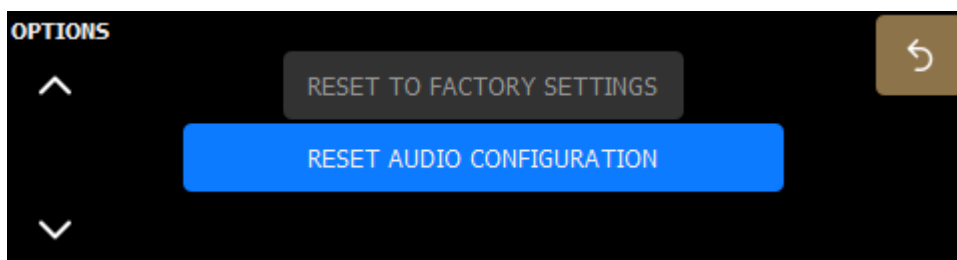 OPTIONS
RESET TO FACTORY SETTINGS
RESET AUDIO CONFIGURATION